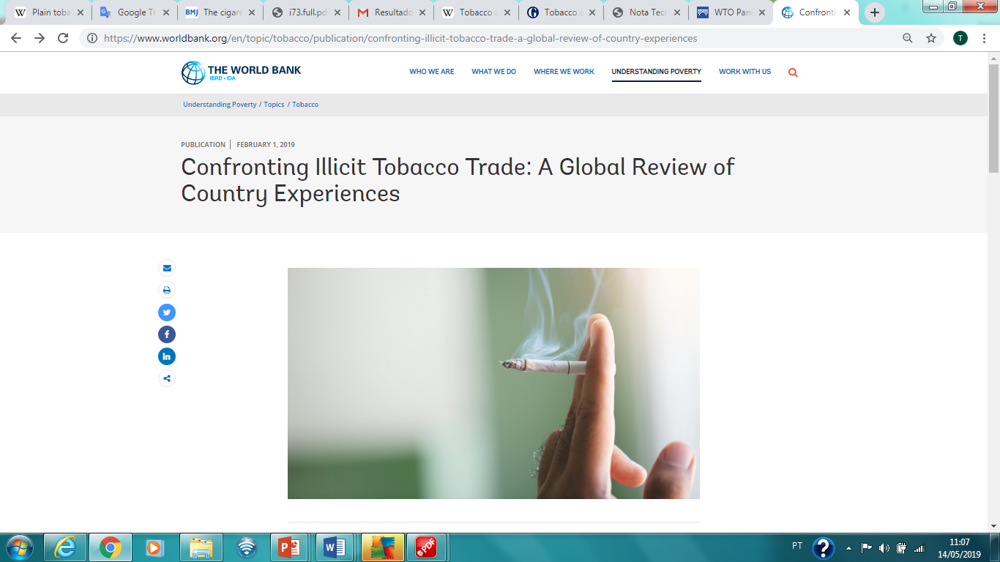 Plain toba
Google Tr
BMJ
The cigare
i73.full.pd
Resultado
Tobacco c
Tobacco c
Nota Tecr
WTO Pan
Confronti
https://www.worldbank.org/en/topic/tobacco/publication/confronting-illicit-tobacco-trade-a-global-review-of-country-experiences
T
THE WORLD BANK
IBRD • IDA
WHO WE ARE
WHAT WE DO
WHERE WE WORK
UNDERSTANDING POVERTY
WORK WITH US
Understanding Poverty / Topics / Tobacco
PUBLICATION | FEBRUARY 1, 2019
Confronting Illicit Tobacco Trade: A Global Review of
Country Experiences
PDF
PT
11:07
14/05/2019